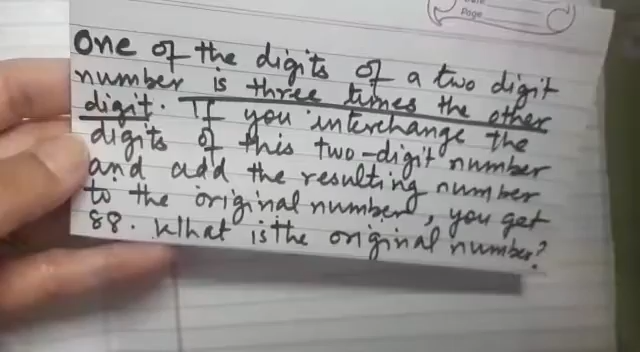 Page
One of the digits of a two digit
number is three times the other
digit. If you interchange the
digits of this two-digit number
and add the resulting number
to the original number, you get
88. What is the original number?